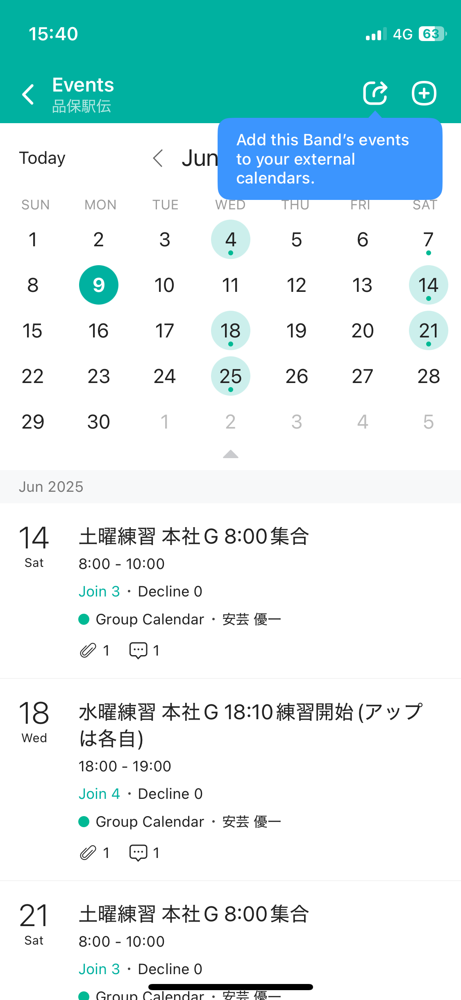 15:40 4G 63
Events
品保駅伝
Add this Band's events
to your external
calendars.
Today Jun
SUN MON TUE WED THU FRI SAT
1 2 3 4 5 6 7
8 9 10 11 12 13 14
15 16 17 18 19 20 21
22 23 24 25 26 27 28
29 30 1 2 3 4 5
Jun 2025
14 土曜練習 本社G 8:00集合
Sat 8:00 - 10:00
Join 3 · Decline 0
Group Calendar · 安芸 優一
1 1
18 水曜練習 本社G 18:10練習開始(アップ
は各自)
Wed 18:00 - 19:00
Join 4 · Decline 0
Group Calendar · 安芸 優一
1 1
21 土曜練習 本社G 8:00集合
Sat 8:00 - 10:00
Join 3 · Decline 0
Group Calendar · 安芸 優一